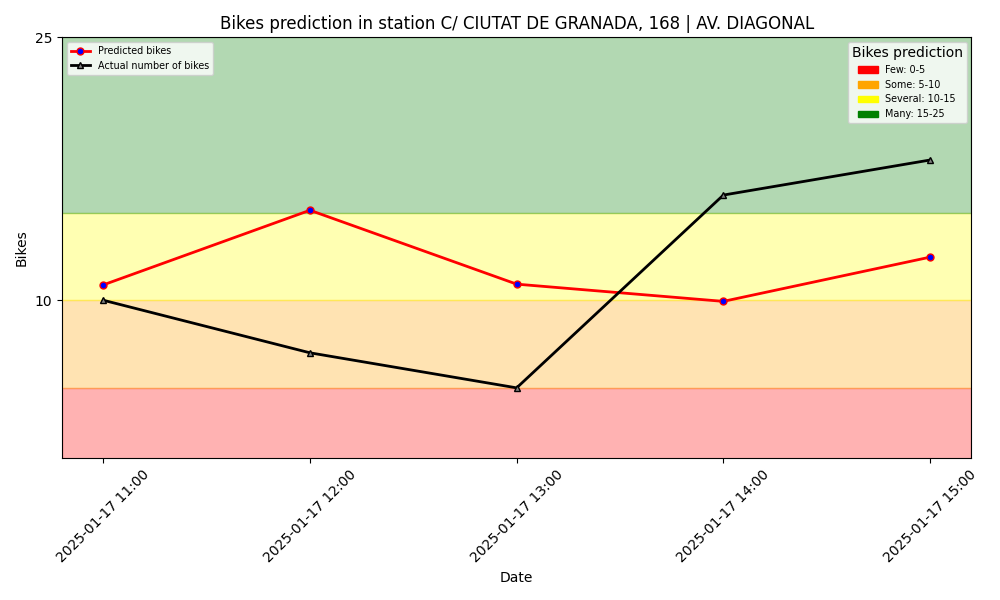 Bikes prediction in station C/ CIUTAT DE GRANADA, 168 | AV. DIAGONAL
25
Predicted bikes
Actual number of bikes
Bikes prediction
Few: 0-5
Some: 5-10
Several: 10-15
Many: 15-25
Bikes
10
2025-01-17 11:00
2025-01-17 12:00
2025-01-17 13:00
2025-01-17 14:00
2025-01-17 15:00
Date